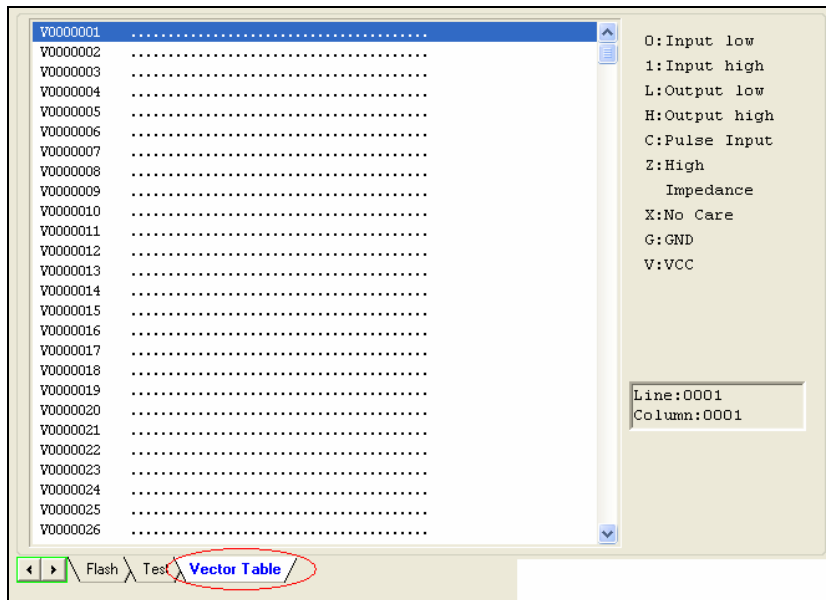 V0000001 ........................................
V0000002 ........................................
V0000003 ........................................
V0000004 ........................................
V0000005 ........................................
V0000006 ........................................
V0000007 ........................................
V0000008 ........................................
V0000009 ........................................
V0000010 ........................................
V0000011 ........................................
V0000012 ........................................
V0000013 ........................................
V0000014 ........................................
V0000015 ........................................
V0000016 ........................................
V0000017 ........................................
V0000018 ........................................
V0000019 ........................................
V0000020 ........................................
V0000021 ........................................
V0000022 ........................................
V0000023 ........................................
V0000024 ........................................
V0000025 ........................................
V0000026 ........................................
0:Input low
1:Input high
L:Output low
H:Output high
C:Pulse Input
Z:High
Impedance
X:No Care
G:GND
V:VCC
Line:0001
Column:0001
Flash Test Vector Table